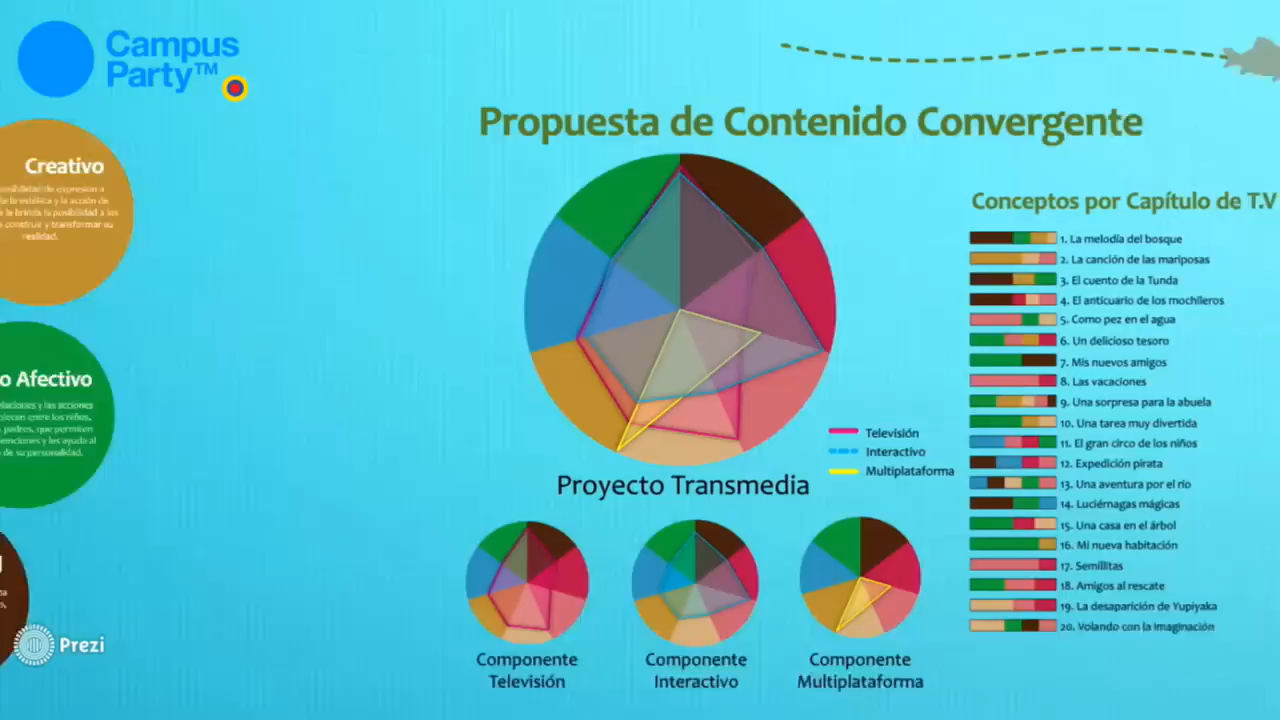 Campus
Party™
Propuesta de Contenido Convergente
Creativo
realidad.
o Afectivo
de su personalidad.
Prezi
Televisión
Interactivo
Multiplataforma
Proyecto Transmedia
Componente
Televisión
Componente
Interactivo
Componente
Multiplataforma
Conceptos por Capítulo de T.V
1. La melodía del bosque
2. La canción de las mariposas
3. El cuento de la Tunda
4. El anticuario de los mochileros
5. Como pez en el agua
6. Un delicioso tesoro
7. Mis nuevos amigos
8. Las vacaciones
9. Una sorpresa para la abuela
10. Una tarea muy divertida
11. El gran circo de los niños
12. Expedición pirata
13. Una aventura por el río
14. Luciérnagas mágicas
15. Una casa en el árbol
16. Mi nueva habitación
17. Semillitas
18. Amigos al rescate
19. La desaparición de Yupiyaka
20. Volando con la imaginación